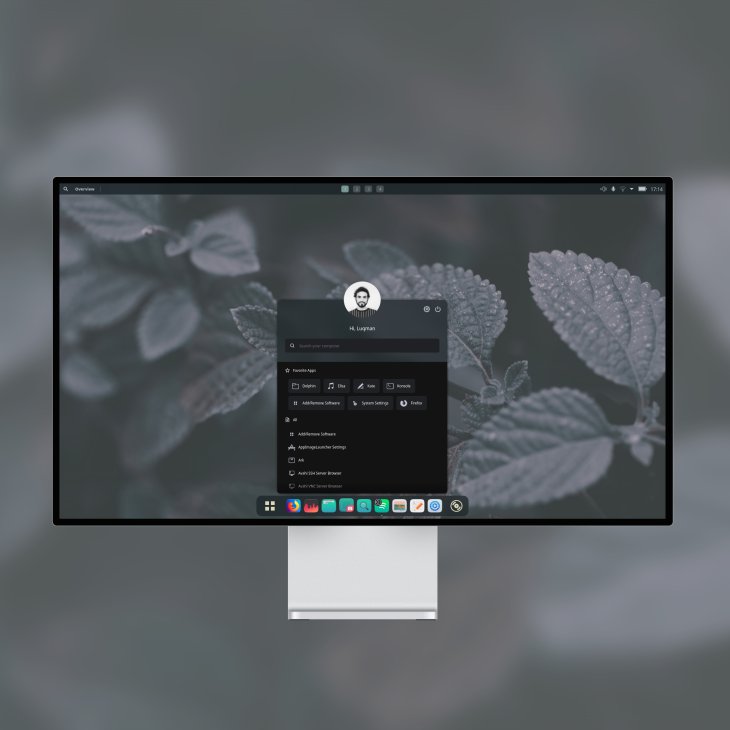 Overview
1 2 3 4
17:14
Hi, Luqman
Search your computer
Favorite Apps
Dolphin Elisa Kate Konsole
Add/Remove Software System Settings Firefox
All
Add/Remove Software
AppImageLauncher Settings
Ark
Avahi SSH Server Browser
Avahi VNC Server Browser